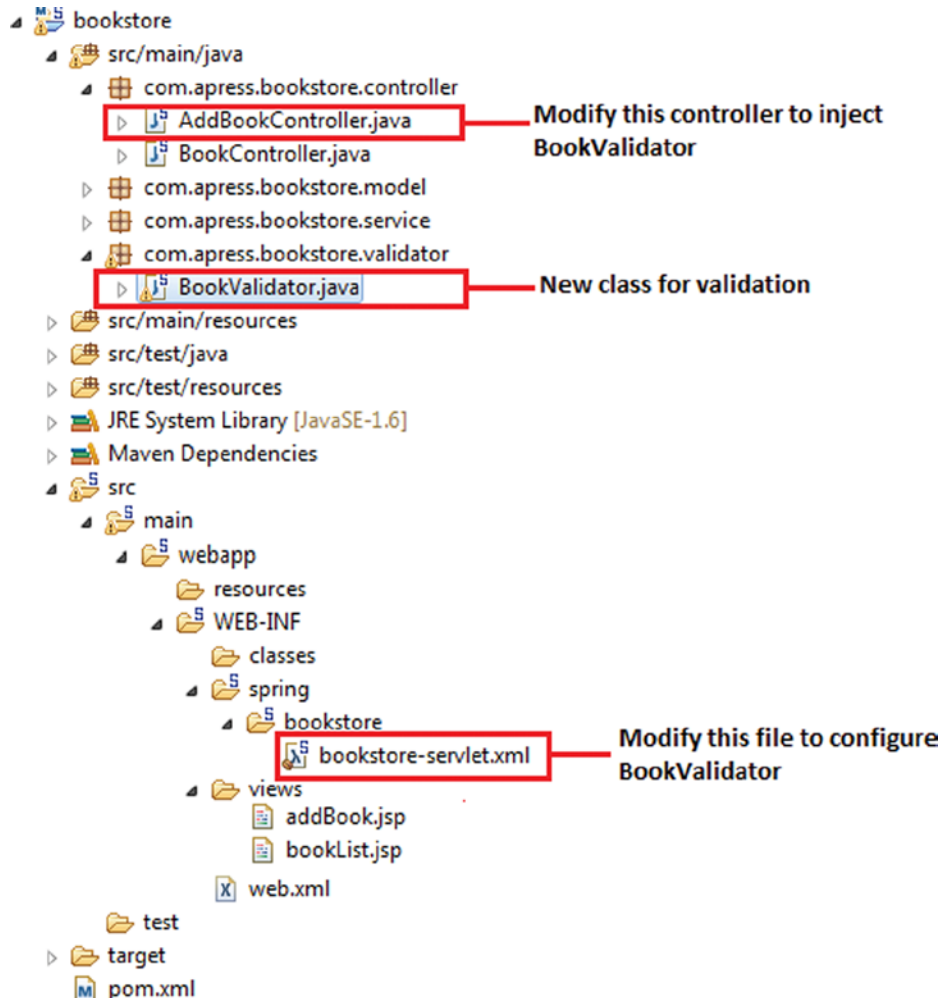 bookstore
src/main/java
com.apress.bookstore.controller
AddBookController.java
Modify this controller to inject
BookValidator
BookController.java
com.apress.bookstore.model
com.apress.bookstore.service
com.apress.bookstore.validator
BookValidator.java
New class for validation
src/main/resources
src/test/java
src/test/resources
JRE System Library [JavaSE-1.6]
Maven Dependencies
src
main
webapp
resources
WEB-INF
classes
spring
bookstore
bookstore-servlet.xml
Modify this file to configure
BookValidator
views
addBook.jsp
bookList.jsp
web.xml
test
target
pom.xml